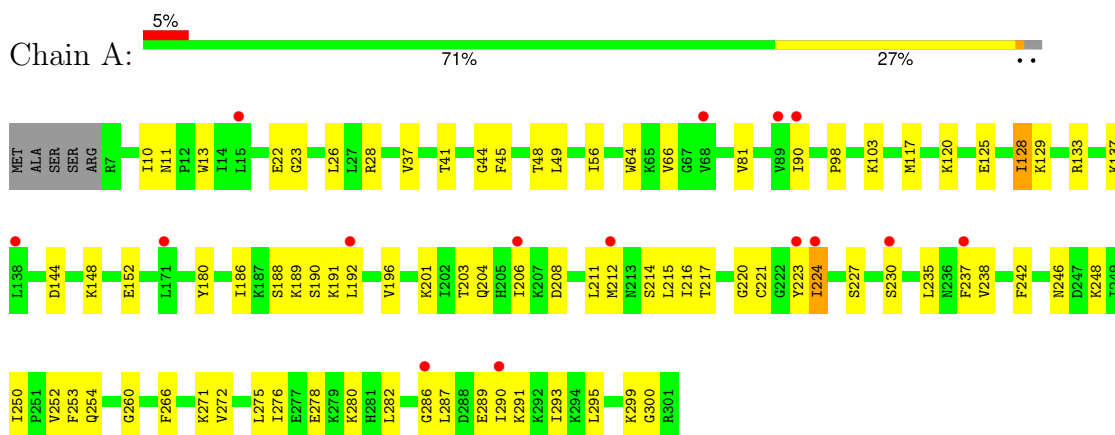 5%
Chain A:
71% 27% ..
MET ALA SER SER ARG R7 I10 N11 P12 W13 I14 L15 E22 G23 L26 L27 R28 V37 T41 G44 F45 T48 L49 I56 W64 K65 V66 G67 V68 V81 V89 I90 P98 K103 M117 K120 E125 I128 K129 R133 K137
L138 D144 K148 E152 L171 Y180 I186 K187 S188 K189 S190 K191 L192 V196 K201 I202 T203 Q204 H205 I206 K207 D208 L211 M212 N213 S214 L215 I216 T217 G220 C221 G222 Y223 I224 S227 S230 L235 N236 F237 V238 F242 N246 D247 K248 I249
I250 P251 V252 F253 Q254 G260 F266 K271 V272 L275 I276 E277 E278 K279 K280 H281 L282 G286 L287 D288 E289 I290 K291 K292 I293 K294 L295 K299 G300 R301